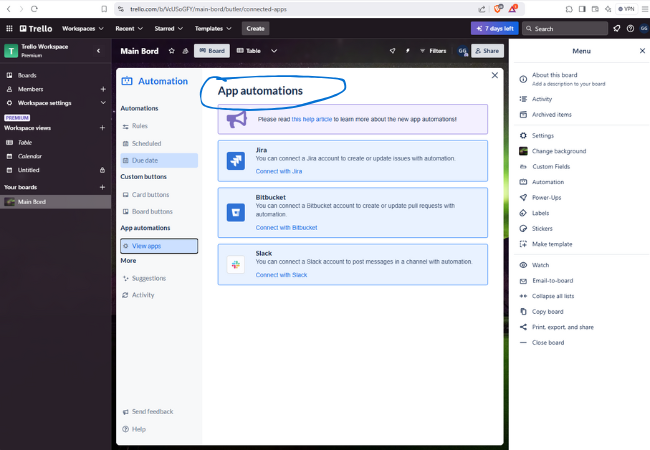 trello.com/b/VcUSoGFY/main-bord/butler/connected-apps
VPN
Trello
Workspaces
Recent
Starred
Templates
Create
7 days left
Search
GG
T
Trello Workspace
Premium
Boards
Members
Workspace settings
PREMIUM
Workspace views
Table
Calendar
Untitled
Your boards
Main Bord
Main Bord
Board
Table
Filters
GG
Share
Automation
Automations
Rules
Scheduled
Due date
Custom buttons
Card buttons
Board buttons
App automations
View apps
More
Suggestions
Activity
Send feedback
Help
App automations
Please read this help article to learn more about the new app automations!
Jira
You can connect a Jira account to create or update issues with automation.
Connect with Jira
Bitbucket
You can connect a Bitbucket account to create or update pull requests with
automation.
Connect with Bitbucket
Slack
You can connect a Slack account to post messages in a channel with automation.
Connect with Slack
Menu
About this board
Add a description to your board
Activity
Archived items
Settings
Change background
Custom Fields
Automation
Power-Ups
Labels
Stickers
Make template
Watch
Email-to-board
Collapse all lists
Copy board
Print, export, and share
Close board